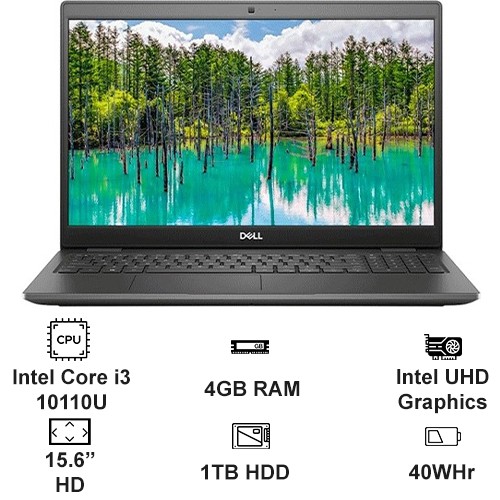 DELL
CPU
GB
Intel Core i3
10110U
4GB RAM
Intel UHD
Graphics
15.6”
HD
1TB HDD
40WHr